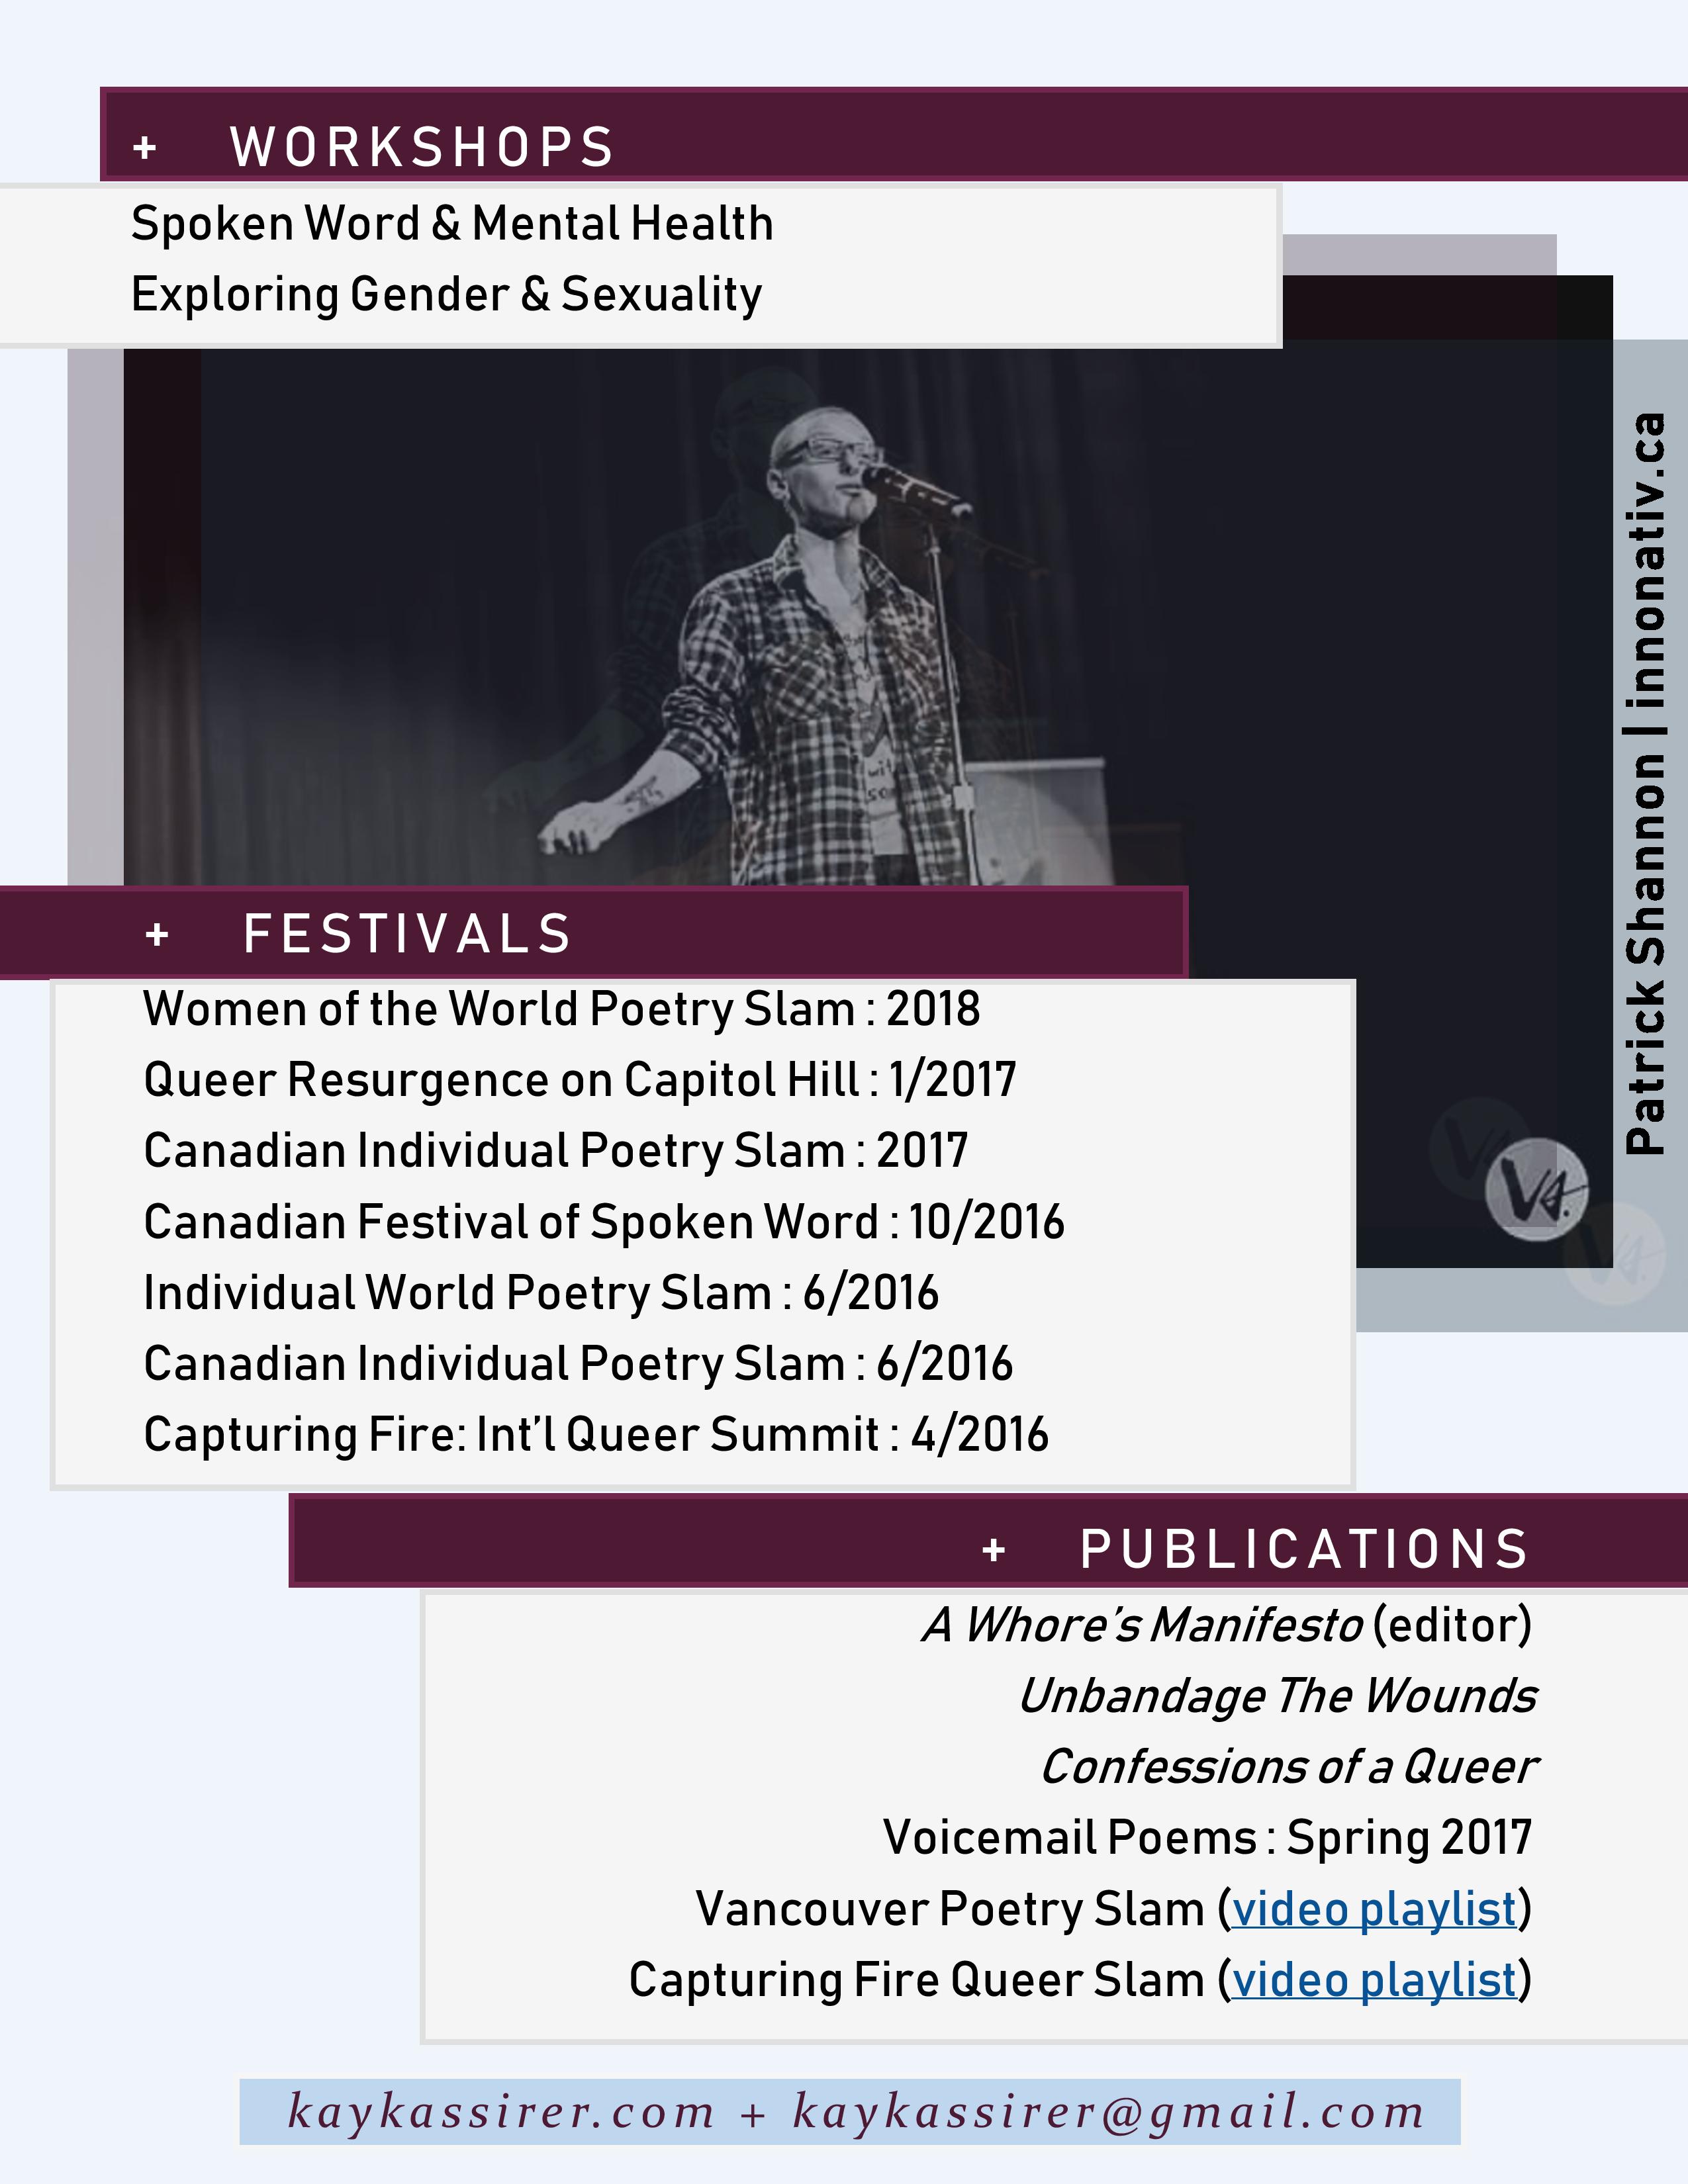 + WORKSHOPS
Spoken Word & Mental Health
Exploring Gender & Sexuality
Patrick Shannon | innonativ.ca
+ FESTIVALS
Women of the World Poetry Slam : 2018
Queer Resurgence on Capitol Hill : 1/2017
Canadian Individual Poetry Slam : 2017
Canadian Festival of Spoken Word : 10/2016
Individual World Poetry Slam : 6/2016
Canadian Individual Poetry Slam : 6/2016
Capturing Fire: Int’l Queer Summit : 4/2016
+ PUBLICATIONS
A Whore’s Manifesto (editor)
Unbandage The Wounds
Confessions of a Queer
Voicemail Poems : Spring 2017
Vancouver Poetry Slam (video playlist)
Capturing Fire Queer Slam (video playlist)
kaykassirer.com + kaykassirer@gmail.com